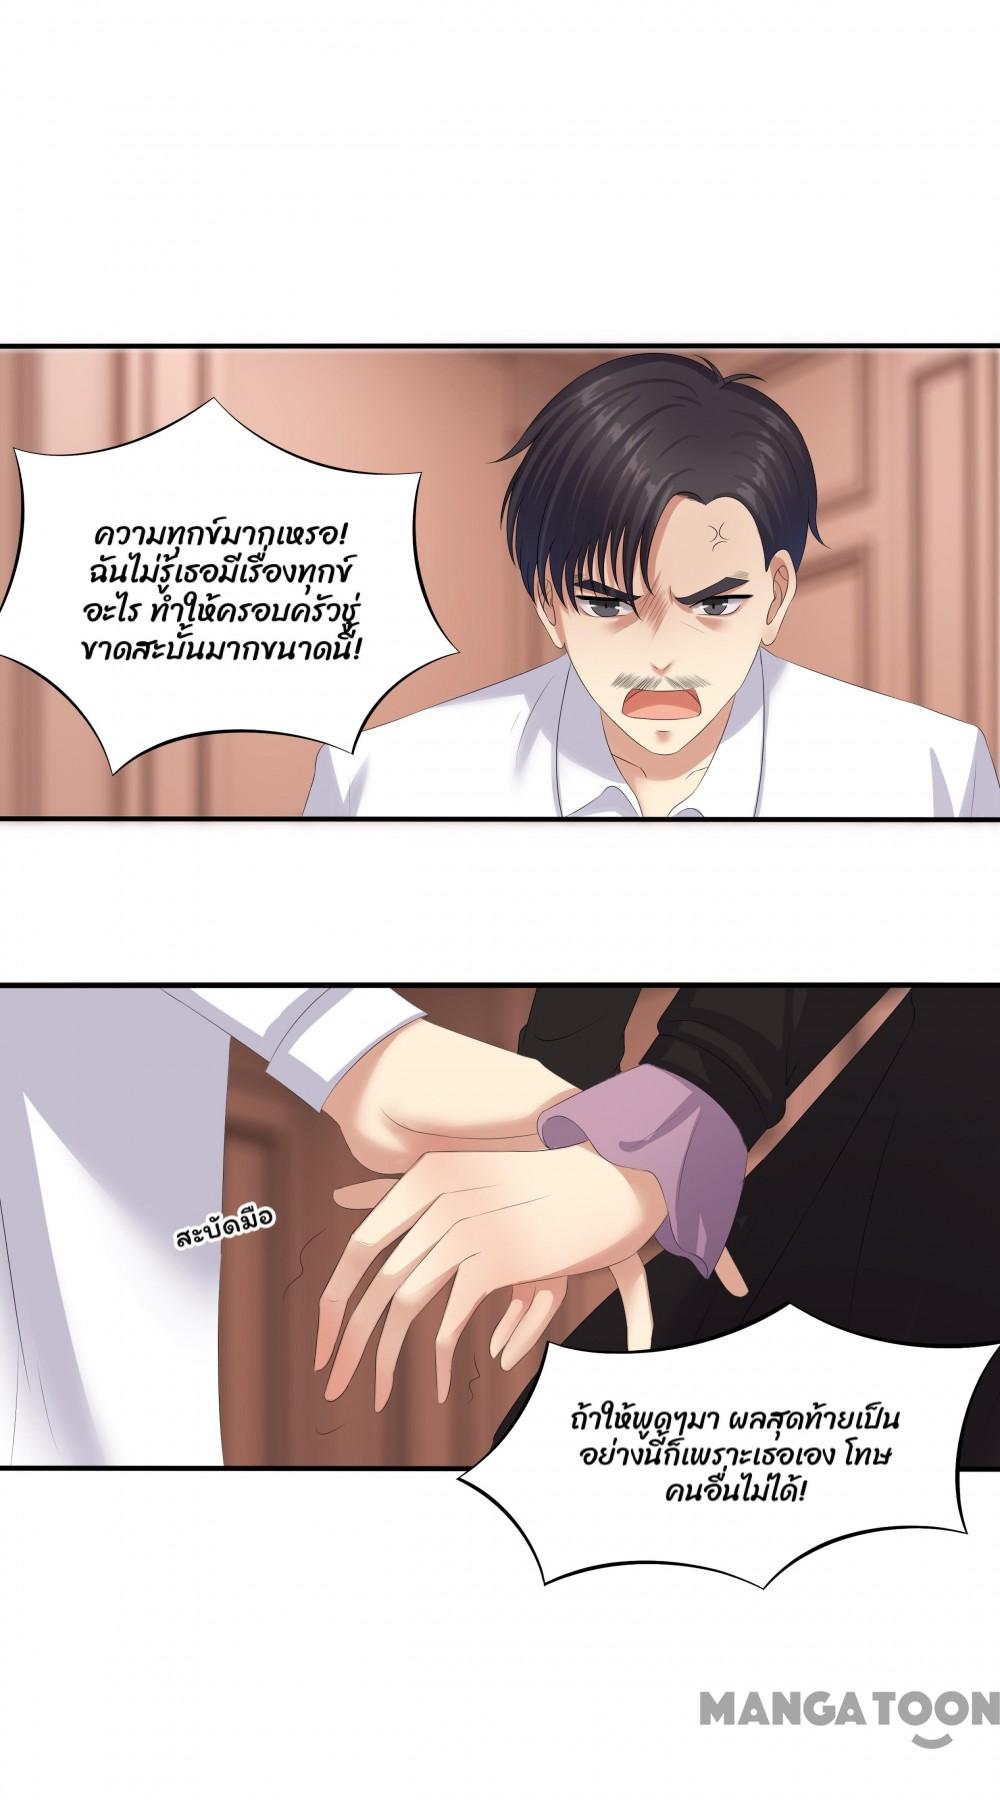 ความทุกข์มากเหรอ!
ฉันไม่รู้เธอมีเรื่องทุกข์
อะไร ทำให้ครอบครัวชู่
ขาดสะบั้นมากขนาดนี้!
สะบัดมือ
ถ้าให้พูดๆมา ผลสุดท้ายเป็น
อย่างนี้ก็เพราะเธอเอง โทษ
คนอื่นไม่ได้!
MANGATOON